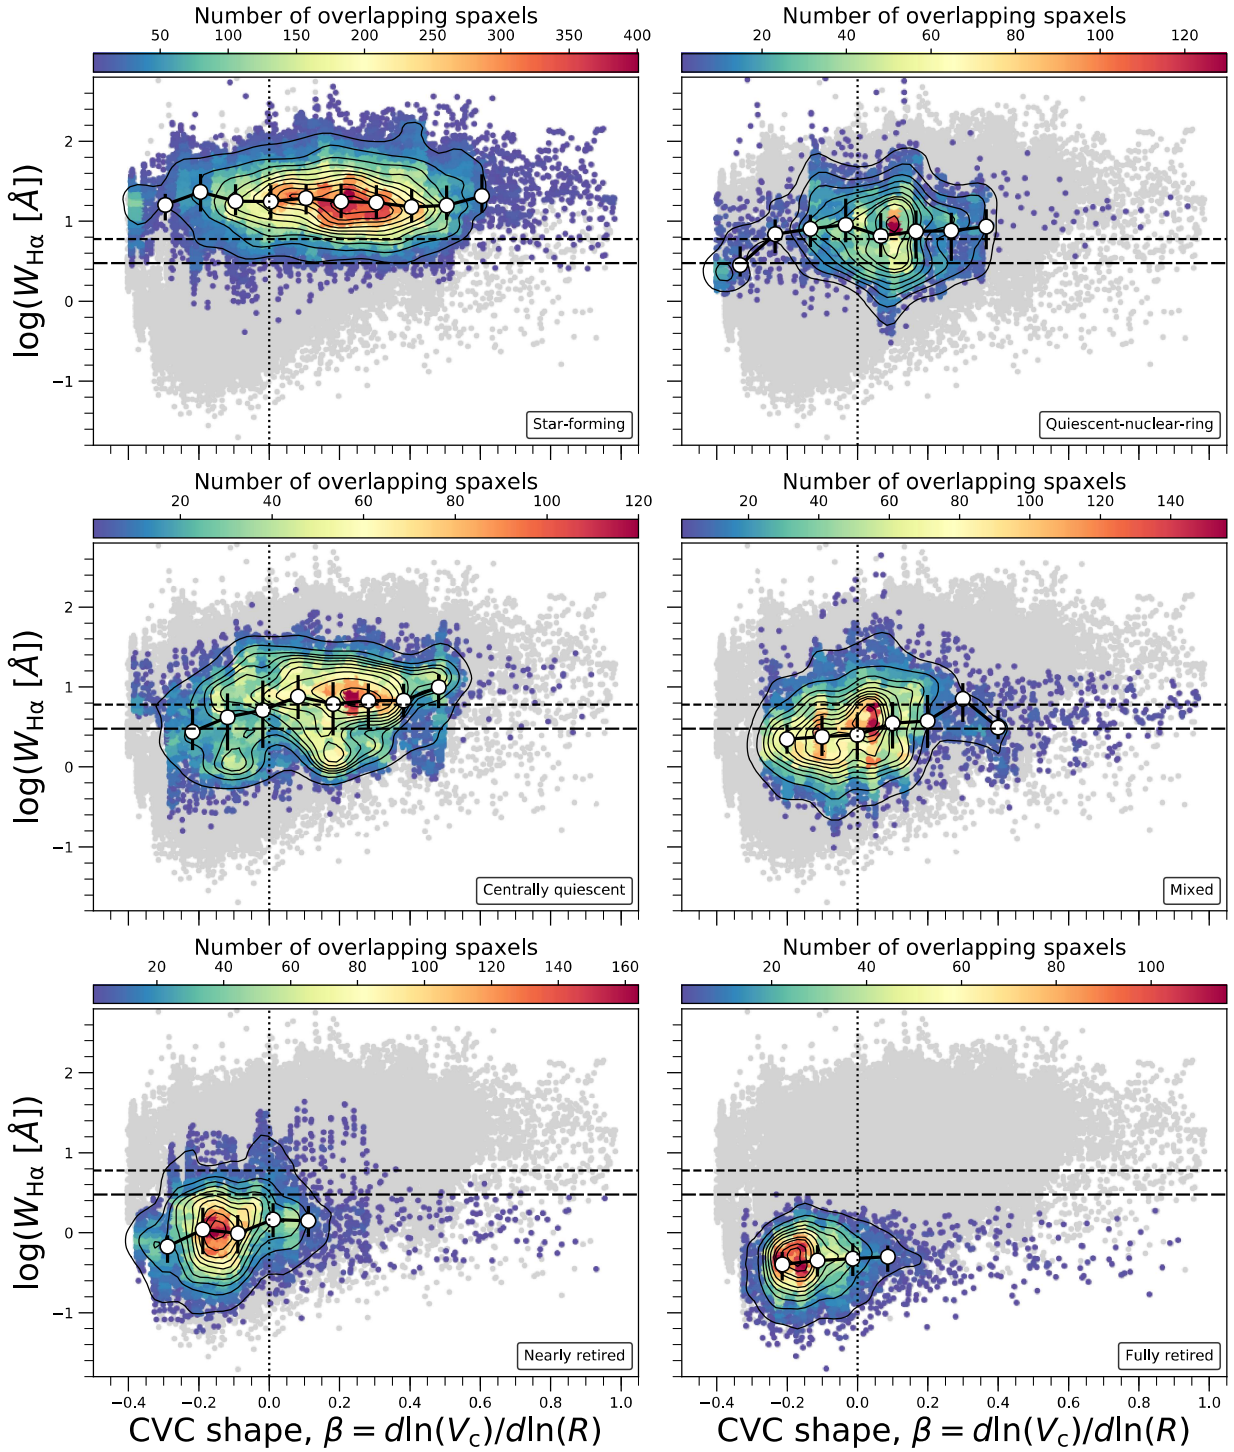 Number of overlapping spaxels
50 100 150 200 250 300 350 400
2
1
0
−1
log(W_Hα [Å])
Star-forming
Number of overlapping spaxels
20 40 60 80 100 120
Quiescent-nuclear-ring
Number of overlapping spaxels
20 40 60 80 100 120
2
1
0
−1
log(W_Hα [Å])
Centrally quiescent
Number of overlapping spaxels
20 40 60 80 100 120 140
Mixed
Number of overlapping spaxels
20 40 60 80 100 120 140 160
2
1
0
−1
log(W_Hα [Å])
Nearly retired
−0.4 −0.2 0.0 0.2 0.4 0.6 0.8 1.0
CVC shape, β = dln(V_c)/dln(R)
Number of overlapping spaxels
20 40 60 80 100
Fully retired
−0.4 −0.2 0.0 0.2 0.4 0.6 0.8 1.0
CVC shape, β = dln(V_c)/dln(R)